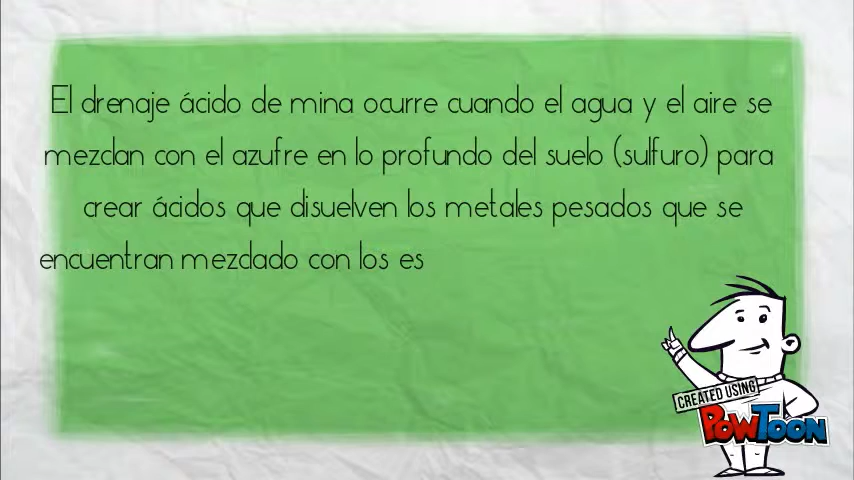 El drenaje ácido de mina ocurre cuando el agua y el aire se
mezclan con el azufre en lo profundo del suelo (sulfuro) para
crear ácidos que disuelven los metales pesados que se
encuentran mezclado con los es
CREATED USING
POWTOON